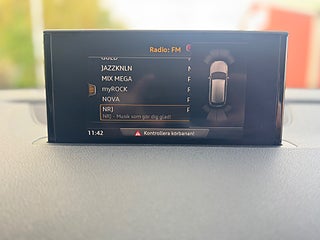 Radio: FM
GOLD
JAZZKNLN
MIX MEGA
myROCK
NOVA
NRJ
NRJ - Musik som gör dig glad!
11:42
Kontrollera körbanan!